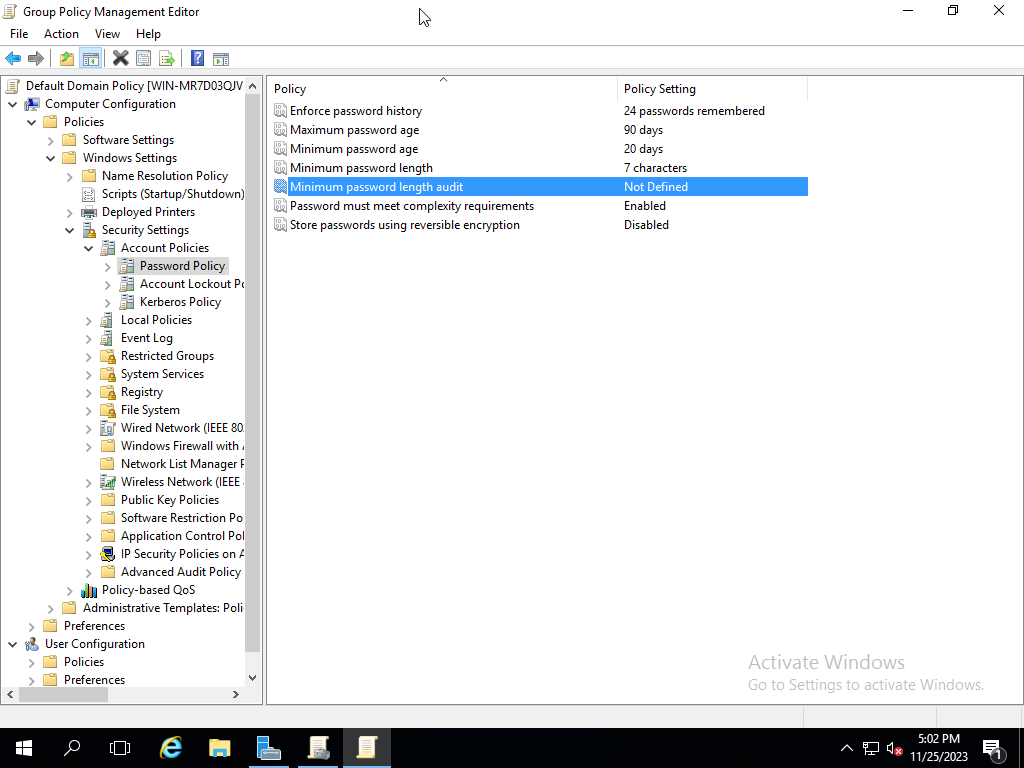 Group Policy Management Editor
File Action View Help
Default Domain Policy [WIN-MR7D03QJV
Computer Configuration
Policies
Software Settings
Windows Settings
Name Resolution Policy
Scripts (Startup/Shutdown)
Deployed Printers
Security Settings
Account Policies
Password Policy
Account Lockout Po
Kerberos Policy
Local Policies
Event Log
Restricted Groups
System Services
Registry
File System
Wired Network (IEEE 80
Windows Firewall with A
Network List Manager P
Wireless Network (IEEE
Public Key Policies
Software Restriction Po
Application Control Pol
IP Security Policies on A
Advanced Audit Policy
Policy-based QoS
Administrative Templates: Poli
Preferences
User Configuration
Policies
Preferences
Policy Policy Setting
Enforce password history 24 passwords remembered
Maximum password age 90 days
Minimum password age 20 days
Minimum password length 7 characters
Minimum password length audit Not Defined
Password must meet complexity requirements Enabled
Store passwords using reversible encryption Disabled
Activate Windows
Go to Settings to activate Windows.
5:02 PM
11/25/2023
1